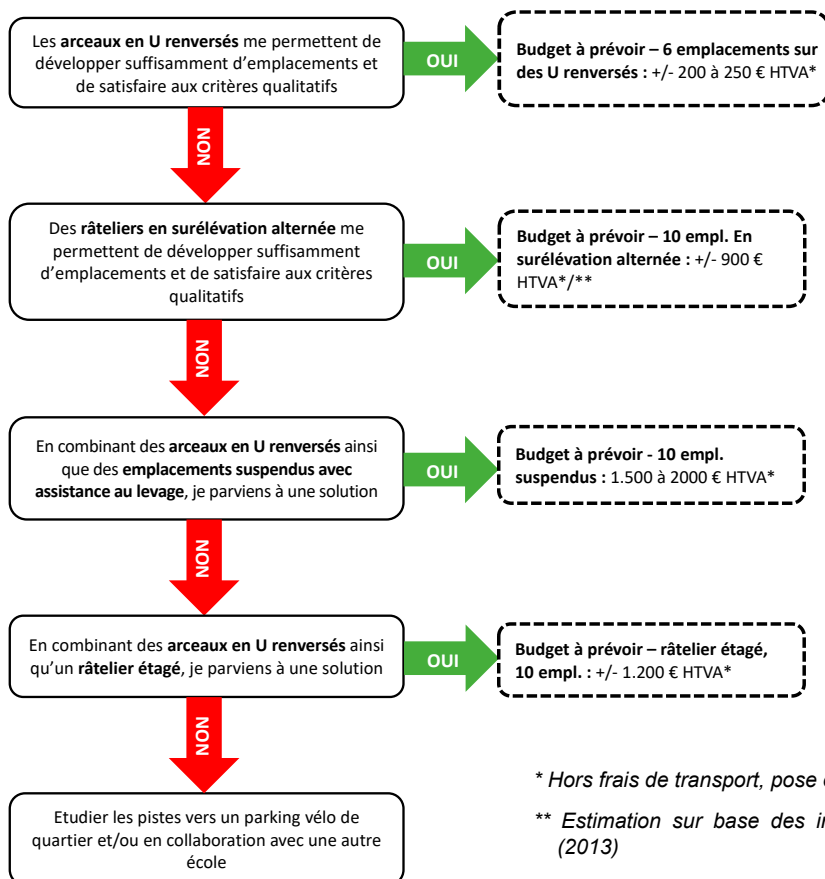 Les arceaux en U renversés me permettent de
développer suffisamment d'emplacements et
de satisfaire aux critères qualitatifs
OUI
Budget à prévoir – 6 emplacements sur
des U renversés : +/- 200 à 250 € HTVA*
NON
Des râteliers en surélévation alternée me
permettent de développer suffisamment
d'emplacements et de satisfaire aux critères
qualitatifs
OUI
Budget à prévoir – 10 empl. En
surélévation alternée : +/- 900 €
HTVA*/**
NON
En combinant des arceaux en U renversés ainsi
que des emplacements suspendus avec
assistance au levage, je parviens à une solution
OUI
Budget à prévoir - 10 empl.
suspendus : 1.500 à 2000 € HTVA*
NON
En combinant des arceaux en U renversés ainsi
qu'un râtelier étagé, je parviens à une solution
OUI
Budget à prévoir – râtelier étagé,
10 empl. : +/- 1.200 € HTVA*
NON
Etudier les pistes vers un parking vélo de
quartier et/ou en collaboration avec une autre
école
* Hors frais de transport, pose
** Estimation sur base des
(2013)